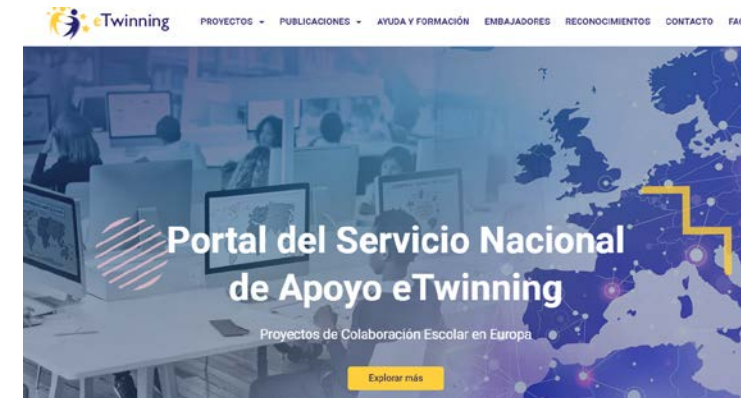 eTwinning
PROYECTOS PUBLICACIONES AYUDA Y FORMACIÓN EMBAJADORES RECONOCIMIENTOS CONTACTO
Portal del Servicio Nacional
de Apoyo eTwinning
Proyectos de Colaboración Escolar en Europa
Explorar más